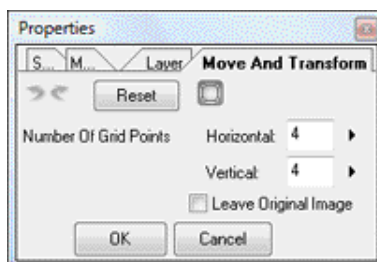 Properties
S... M... Layer Move And Transform
Reset
Number Of Grid Points Horizontal: 4
Vertical: 4
Leave Original Image
OK Cancel